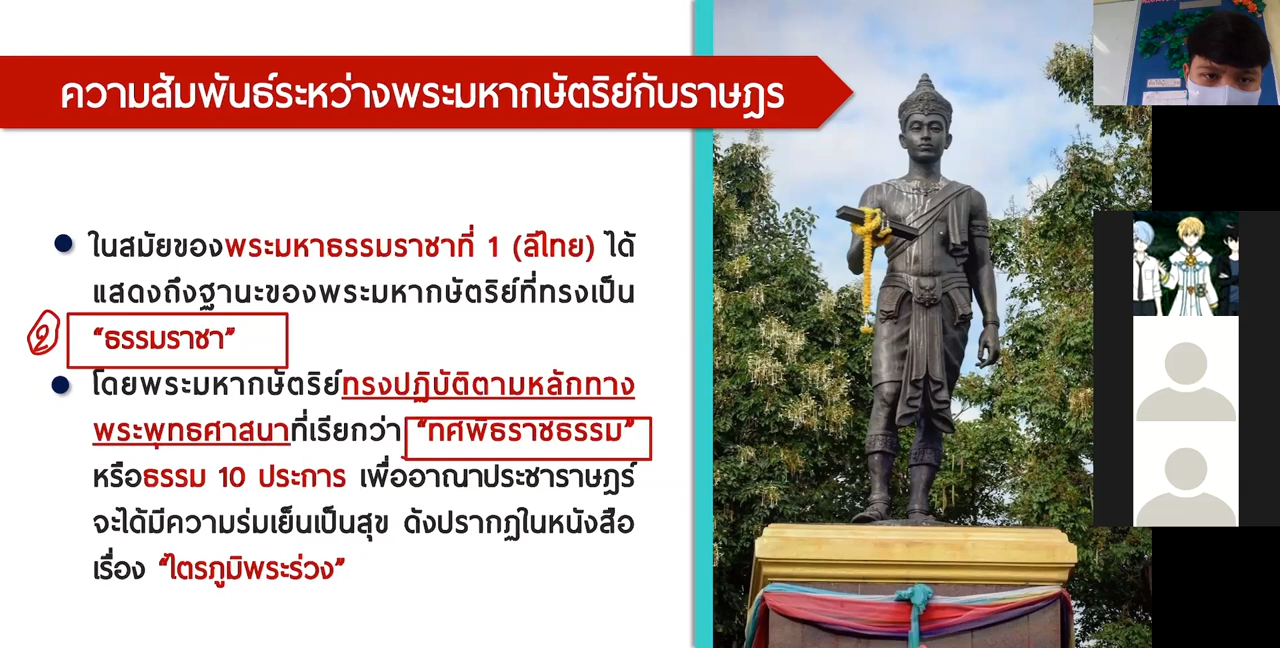 ความสัมพันธ์ระหว่างพระมหากษัตริย์กับราษฎร
ในสมัยของพระมหาธรรมราชาที่ 1 (ลิไทย) ได้
แสดงถึงฐานะของพระมหากษัตริย์ที่ทรงเป็น
2 “ธรรมราชา”
โดยพระมหากษัตริย์ทรงปฏิบัติตามหลักทาง
พระพุทธศาสนาที่เรียกว่า “ทศพิธราชธรรม”
หรือธรรม 10 ประการ เพื่ออาณาประชาราษฎร์
จะได้มีความร่มเย็นเป็นสุข ดังปรากฏในหนังสือ
เรื่อง “ไตรภูมิพระร่วง”